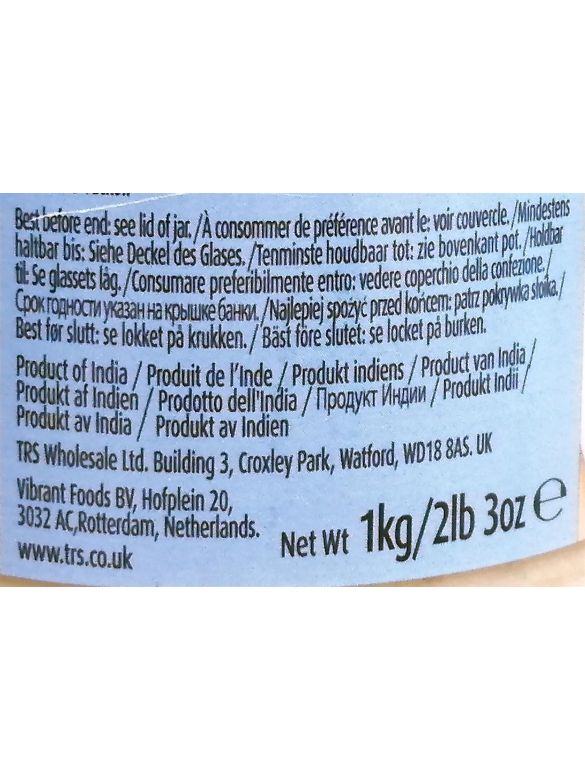 Best before end: see lid of jar. /À consommer de préférence avant le: voir couvercle. /Mindestens
haltbar bis: Siehe Deckel des Glases. /Tenminste houdbaar tot: zie bovenkant pot. /Holdbar
til: Se glassets låg. /Consumare preferibilmente entro: vedere coperchio della confezione. /
Срок годности указан на крышке банки. /Najlepiej spożyć przed końcem: patrz pokrywka słoika. /
Best før slutt: se lokket på krukken. / Bäst före slutet: se locket på burken.
Product of India / Produit de l'Inde / Produkt indiens / Product van India /
Produkt af Indien / Prodotto dell'India / Продукт Индии / Produkt Indii /
Produkt av India / Produkt av Indien
TRS Wholesale Ltd. Building 3, Croxley Park, Watford, WD18 8AS. UK
Vibrant Foods BV, Hofplein 20,
3032 AC,Rotterdam, Netherlands.
www.trs.co.uk
Net Wt 1kg/2lb 3oz ℮